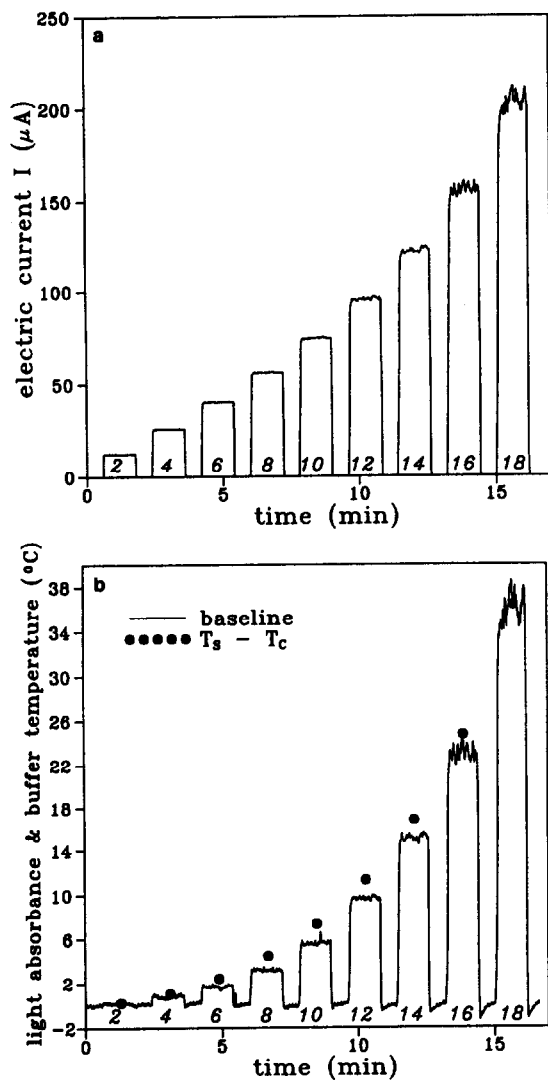 a
250
200
150
100
50
0
electric current I (μA)
2 4 6 8 10 12 14 16 18
0 5 10 15
time (min)
b
38
34
30
26
22
18
14
10
6
2
−2
light absorbance & buffer temperature (°C)
baseline
Ts − Tc
2 4 6 8 10 12 14 16 18
0 5 10 15
time (min)